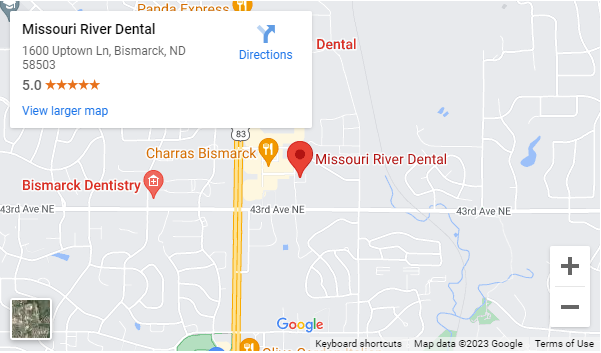 Panda Express
Missouri River Dental
1600 Uptown Ln, Bismarck, ND
58503
5.0
View larger map
Directions
Dental
83
Charras Bismarck
Missouri River Dental
Bismarck Dentistry
43rd Ave NE
43rd Ave NE
43rd Ave NE
Google
Keyboard shortcuts
Map data ©2023 Google
Terms of Use